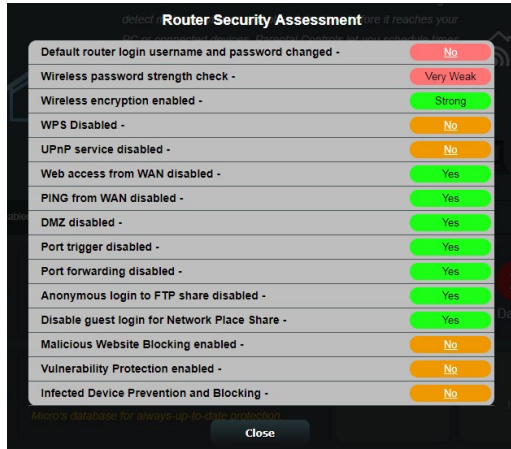 Router Security Assessment
Default router login username and password changed - No
Wireless password strength check - Very Weak
Wireless encryption enabled - Strong
WPS Disabled - No
UPnP service disabled - No
Web access from WAN disabled - Yes
PING from WAN disabled - Yes
DMZ disabled - Yes
Port trigger disabled - Yes
Port forwarding disabled - Yes
Anonymous login to FTP share disabled - Yes
Disable guest login for Network Place Share - Yes
Malicious Website Blocking enabled - No
Vulnerability Protection enabled - No
Infected Device Prevention and Blocking - No
Micro's database for always-up-to-date protection
Close